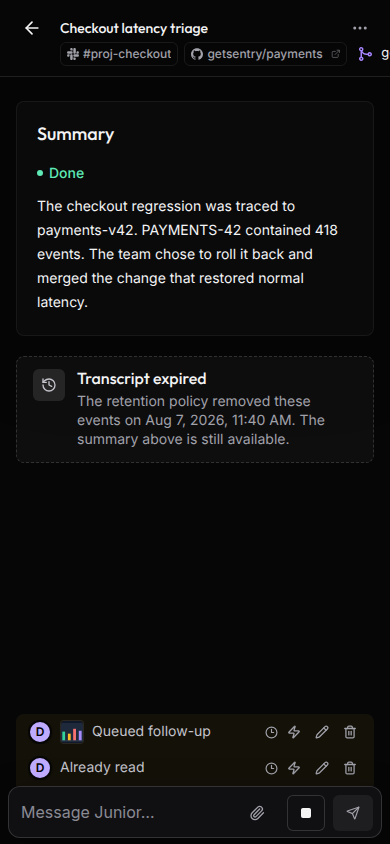 Checkout latency triage
#proj-checkout getsentry/payments g
Summary
Done
The checkout regression was traced to
payments-v42. PAYMENTS-42 contained 418
events. The team chose to roll it back and
merged the change that restored normal
latency.
Transcript expired
The retention policy removed these
events on Aug 7, 2026, 11:40 AM. The
summary above is still available.
D Queued follow-up
D Already read
Message Junior...